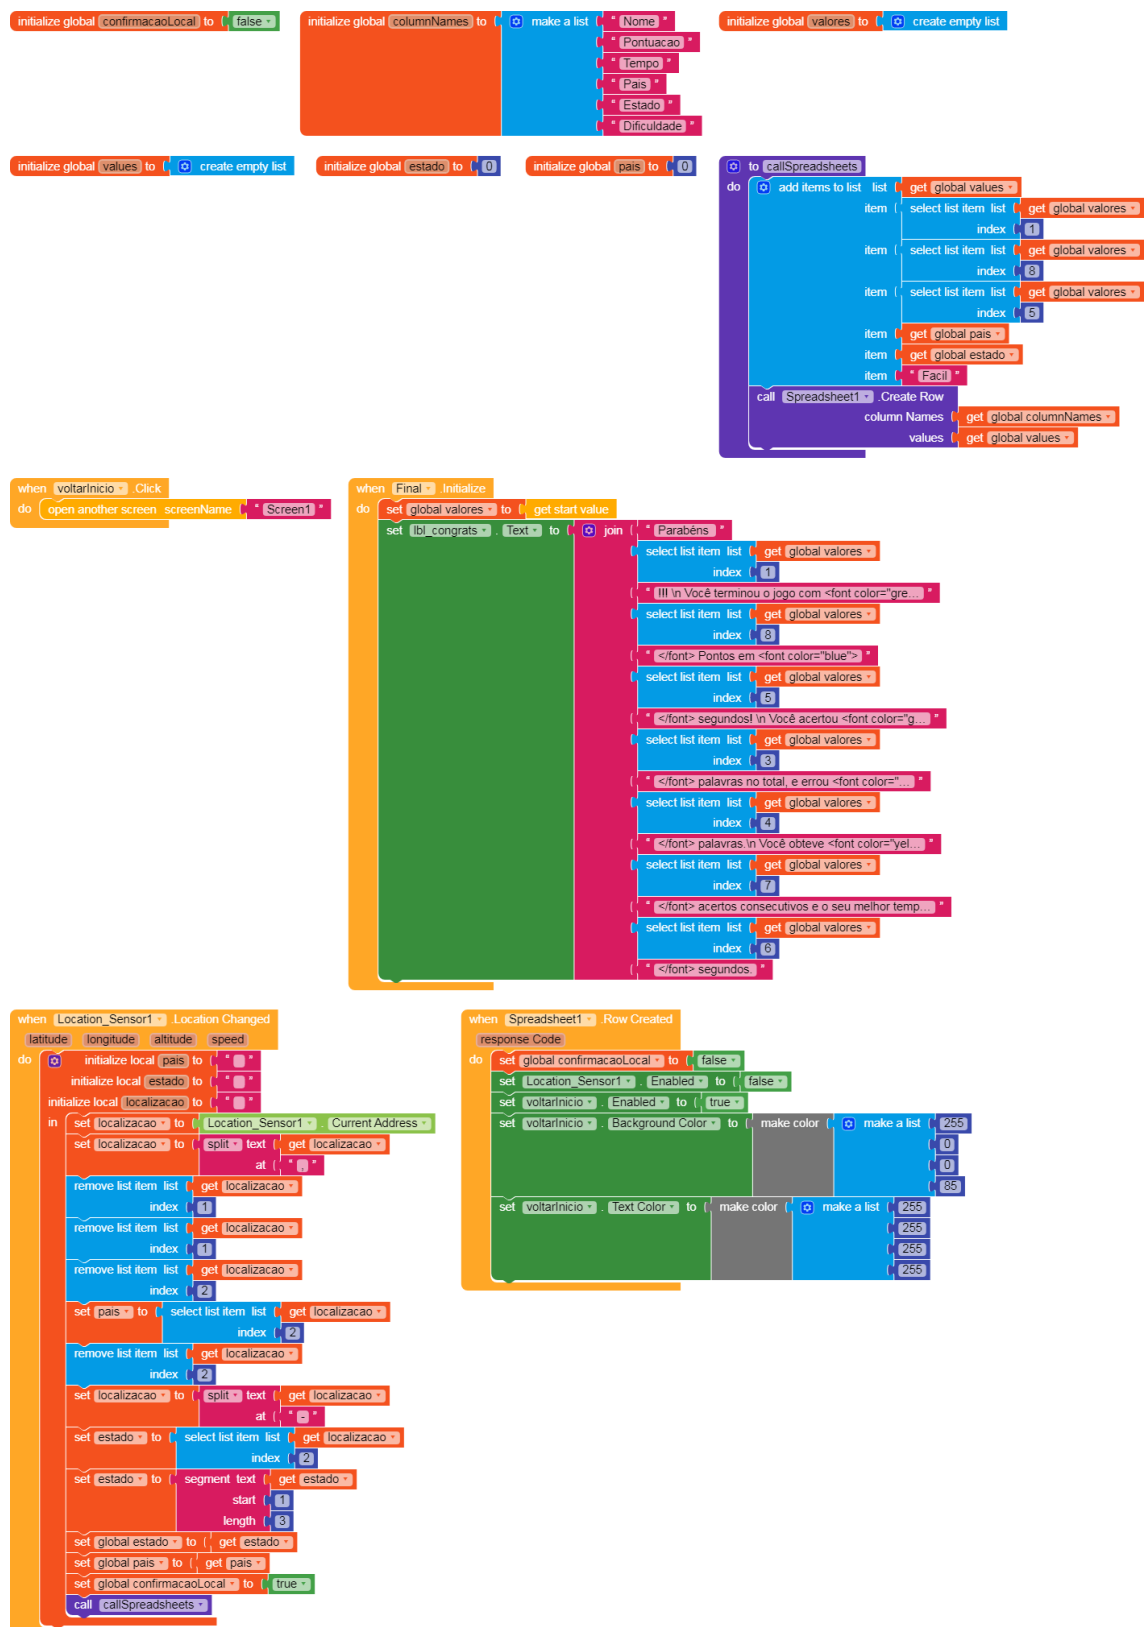 initialize global confirmacaoLocal to false
initialize global columnNames to make a list " Nome "
" Pontuacao "
" Tempo "
" Pais "
" Estado "
" Dificuldade "
initialize global valores to create empty list
initialize global values to create empty list
initialize global estado to 0
initialize global pais to 0
to callSpreadsheets
do add items to list list get global values
item select list item list get global valores
index 1
item select list item list get global valores
index 8
item select list item list get global valores
index 5
item get global pais
item get global estado
item " Facil "
call Spreadsheet1 .Create Row
column Names get global columnNames
values get global values
when voltarInicio .Click
do open another screen screenName " Screen1 "
when Final .Initialize
do set global valores to get start value
set lbl_congrats . Text to join " Parabéns "
select list item list get global valores
index 1
" !!! \n Você terminou o jogo com <font color="gre... "
select list item list get global valores
index 8
" </font> Pontos em <font color="blue"> "
select list item list get global valores
index 5
" </font> segundos! \n Você acertou <font color="g... "
select list item list get global valores
index 3
" </font> palavras no total, e errou <font color="... "
select list item list get global valores
index 4
" </font> palavras.\n Você obteve <font color="yel... "
select list item list get global valores
index 7
" </font> acertos consecutivos e o seu melhor temp... "
select list item list get global valores
index 6
" </font> segundos. "
when Location_Sensor1 .Location Changed
latitude longitude altitude speed
do initialize local pais to " "
initialize local estado to " "
initialize local localizacao to " "
in set localizacao to Location_Sensor1 . Current Address
set localizacao to split text get localizacao
at " , "
remove list item list get localizacao
index 1
remove list item list get localizacao
index 1
remove list item list get localizacao
index 2
set pais to select list item list get localizacao
index 2
remove list item list get localizacao
index 2
set localizacao to split text get localizacao
at " - "
set estado to select list item list get localizacao
index 2
set estado to segment text get estado
start 1
length 3
set global estado to get estado
set global pais to get pais
set global confirmacaoLocal to true
call callSpreadsheets
when Spreadsheet1 .Row Created
response Code
do set global confirmacaoLocal to false
set Location_Sensor1 . Enabled to false
set voltarInicio . Enabled to true
set voltarInicio . Background Color to make color make a list 255
0
0
85
set voltarInicio . Text Color to make color make a list 255
255
255
255